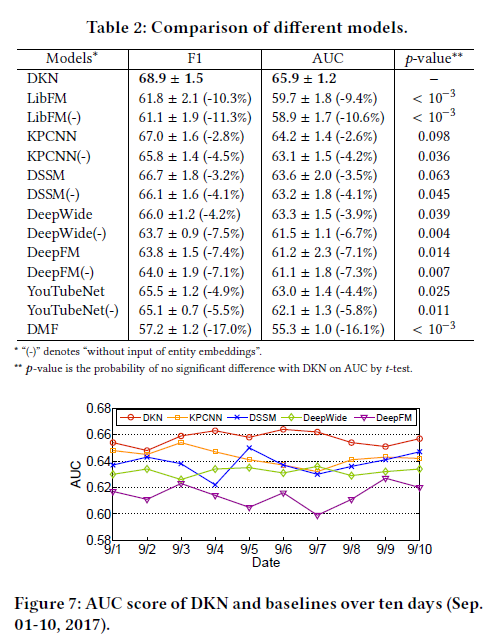 Table 2: Comparison of different models.
Models* F1 AUC p-value**
DKN 68.9 ± 1.5 65.9 ± 1.2 –
LibFM 61.8 ± 2.1 (-10.3%) 59.7 ± 1.8 (-9.4%) < 10⁻³
LibFM(-) 61.1 ± 1.9 (-11.3%) 58.9 ± 1.7 (-10.6%) < 10⁻³
KPCNN 67.0 ± 1.6 (-2.8%) 64.2 ± 1.4 (-2.6%) 0.098
KPCNN(-) 65.8 ± 1.4 (-4.5%) 63.1 ± 1.5 (-4.2%) 0.036
DSSM 66.7 ± 1.8 (-3.2%) 63.6 ± 2.0 (-3.5%) 0.063
DSSM(-) 66.1 ± 1.6 (-4.1%) 63.2 ± 1.8 (-4.1%) 0.045
DeepWide 66.0 ±1.2 (-4.2%) 63.3 ± 1.5 (-3.9%) 0.039
DeepWide(-) 63.7 ± 0.9 (-7.5%) 61.5 ± 1.1 (-6.7%) 0.004
DeepFM 63.8 ± 1.5 (-7.4%) 61.2 ± 2.3 (-7.1%) 0.014
DeepFM(-) 64.0 ± 1.9 (-7.1%) 61.1 ± 1.8 (-7.3%) 0.007
YouTubeNet 65.5 ± 1.2 (-4.9%) 63.0 ± 1.4 (-4.4%) 0.025
YouTubeNet(-) 65.1 ± 0.7 (-5.5%) 62.1 ± 1.3 (-5.8%) 0.011
DMF 57.2 ± 1.2 (-17.0%) 55.3 ± 1.0 (-16.1%) < 10⁻³
* "(-)" denotes "without input of entity embeddings".
** p-value is the probability of no significant difference with DKN on AUC by t-test.
DKN KPCNN DSSM DeepWide DeepFM
0.68
0.66
0.64
0.62
0.60
0.58
AUC
9/1 9/2 9/3 9/4 9/5 9/6 9/7 9/8 9/9 9/10
Date
Figure 7: AUC score of DKN and baselines over ten days (Sep.
01-10, 2017).